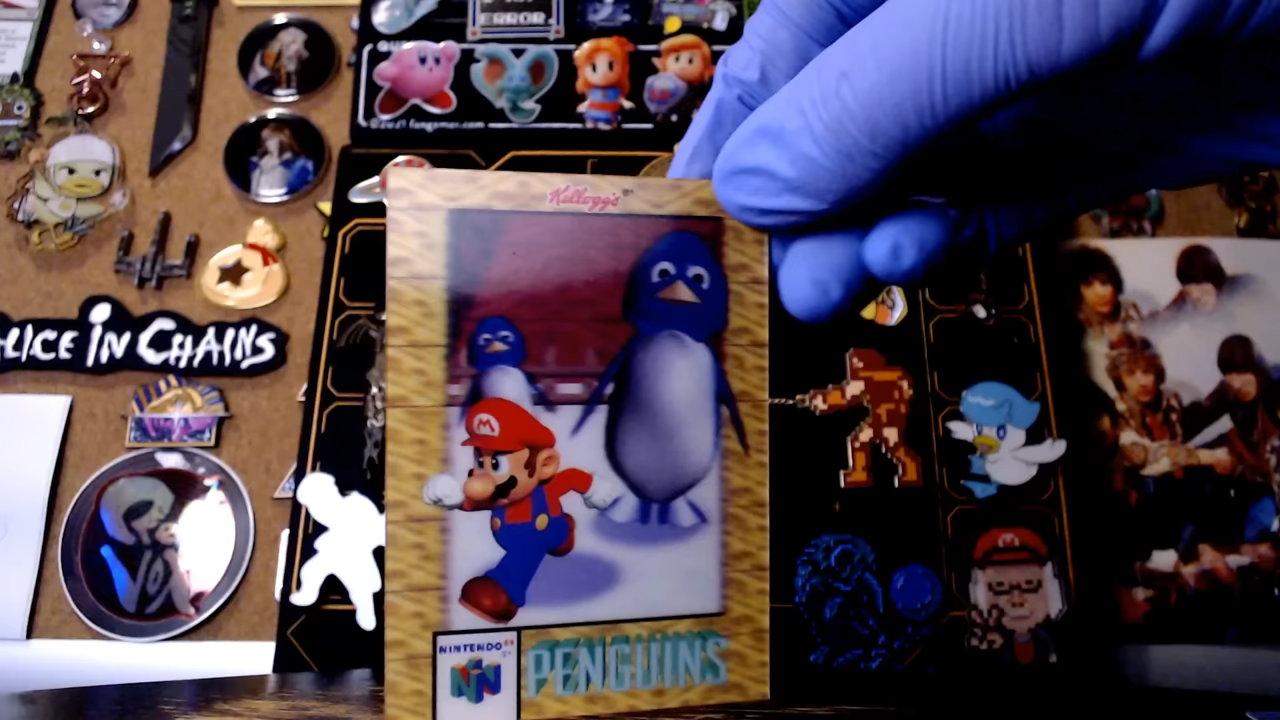 ERROR.
©2021 fangamer.com
Kellogg's®
ALICE IN CHAINS
M
NINTENDO 64
PENGUINS